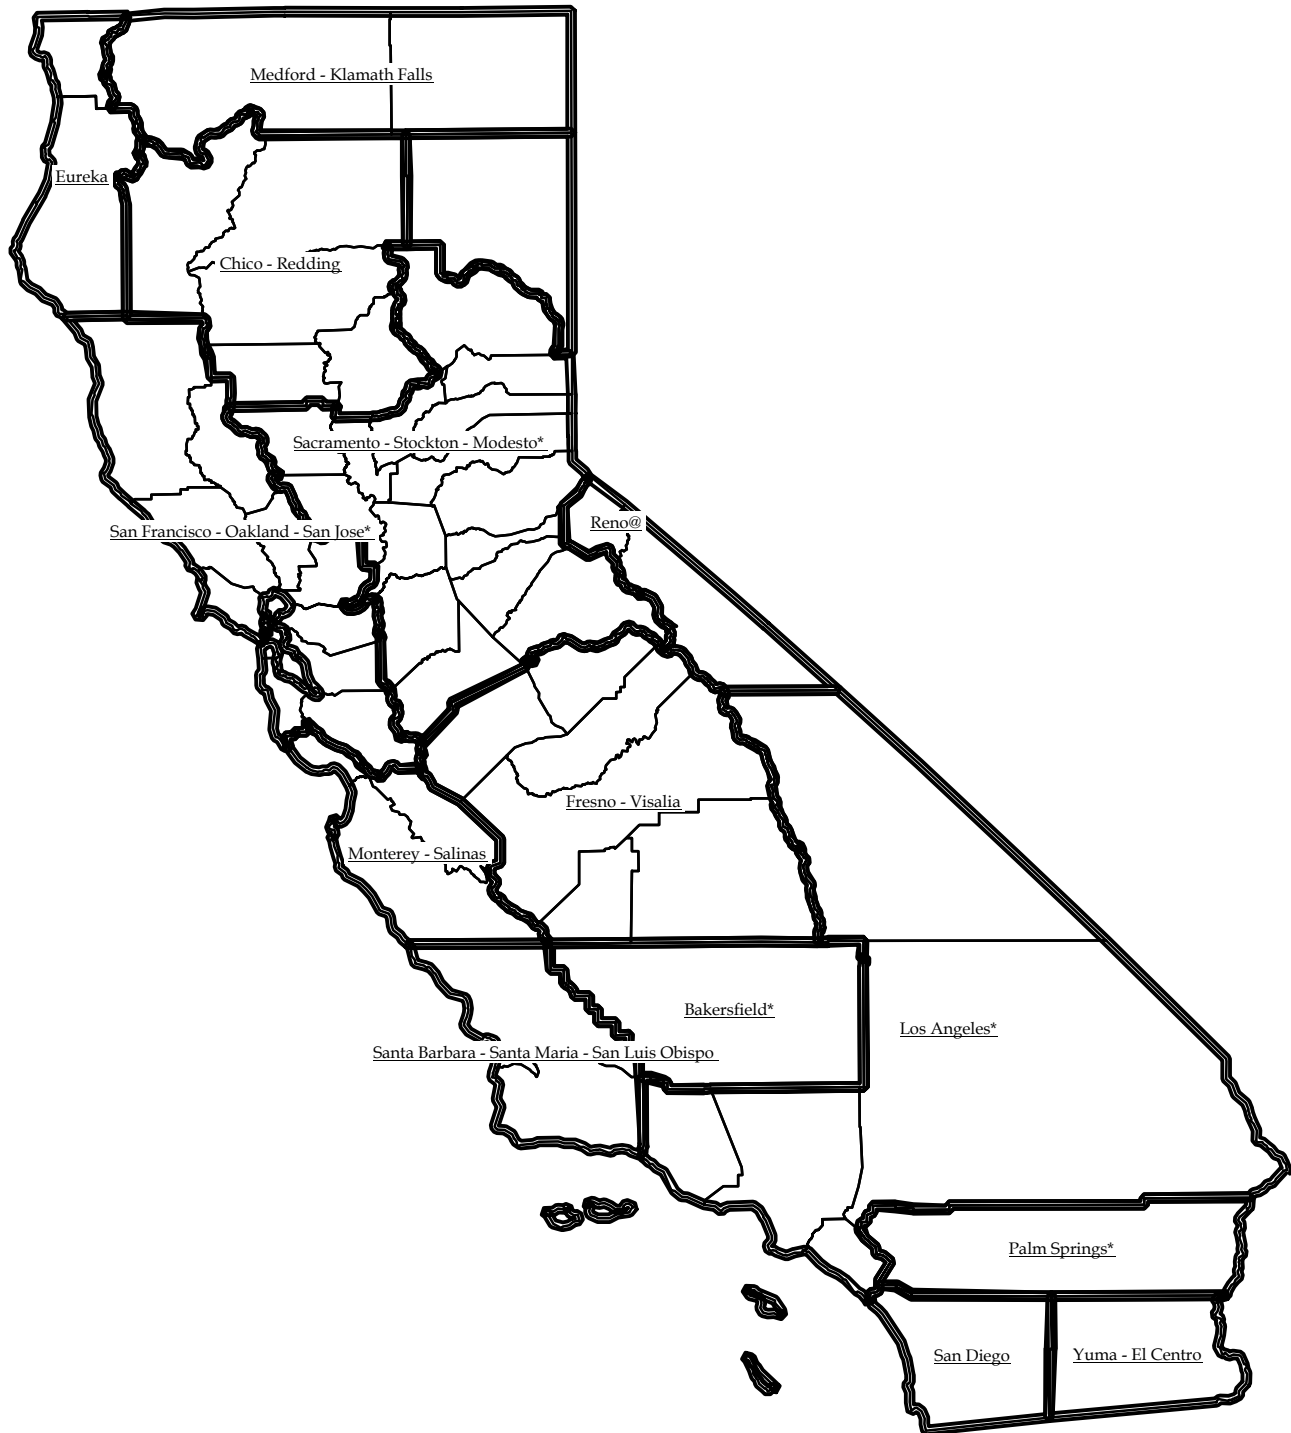 Medford - Klamath Falls
Eureka
Chico - Redding
Sacramento - Stockton - Modesto*
Reno@
San Francisco - Oakland - San Jose*
Fresno - Visalia
Monterey - Salinas
Bakersfield*
Los Angeles*
Santa Barbara - Santa Maria - San Luis Obispo
Palm Springs*
San Diego
Yuma - El Centro